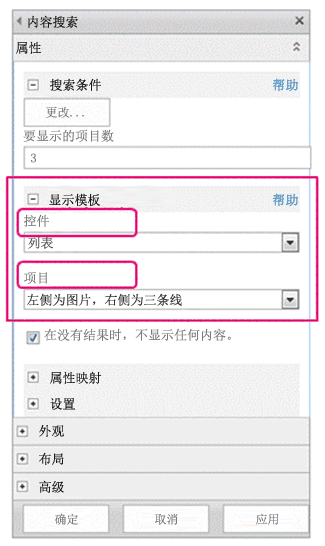 内容搜索
属性
搜索条件 帮助
更改...
要显示的项目数
3
显示模板 帮助
控件
列表
项目
左侧为图片，右侧为三条线
在没有结果时，不显示任何内容。
属性映射
设置
外观
布局
高级
确定 取消 应用